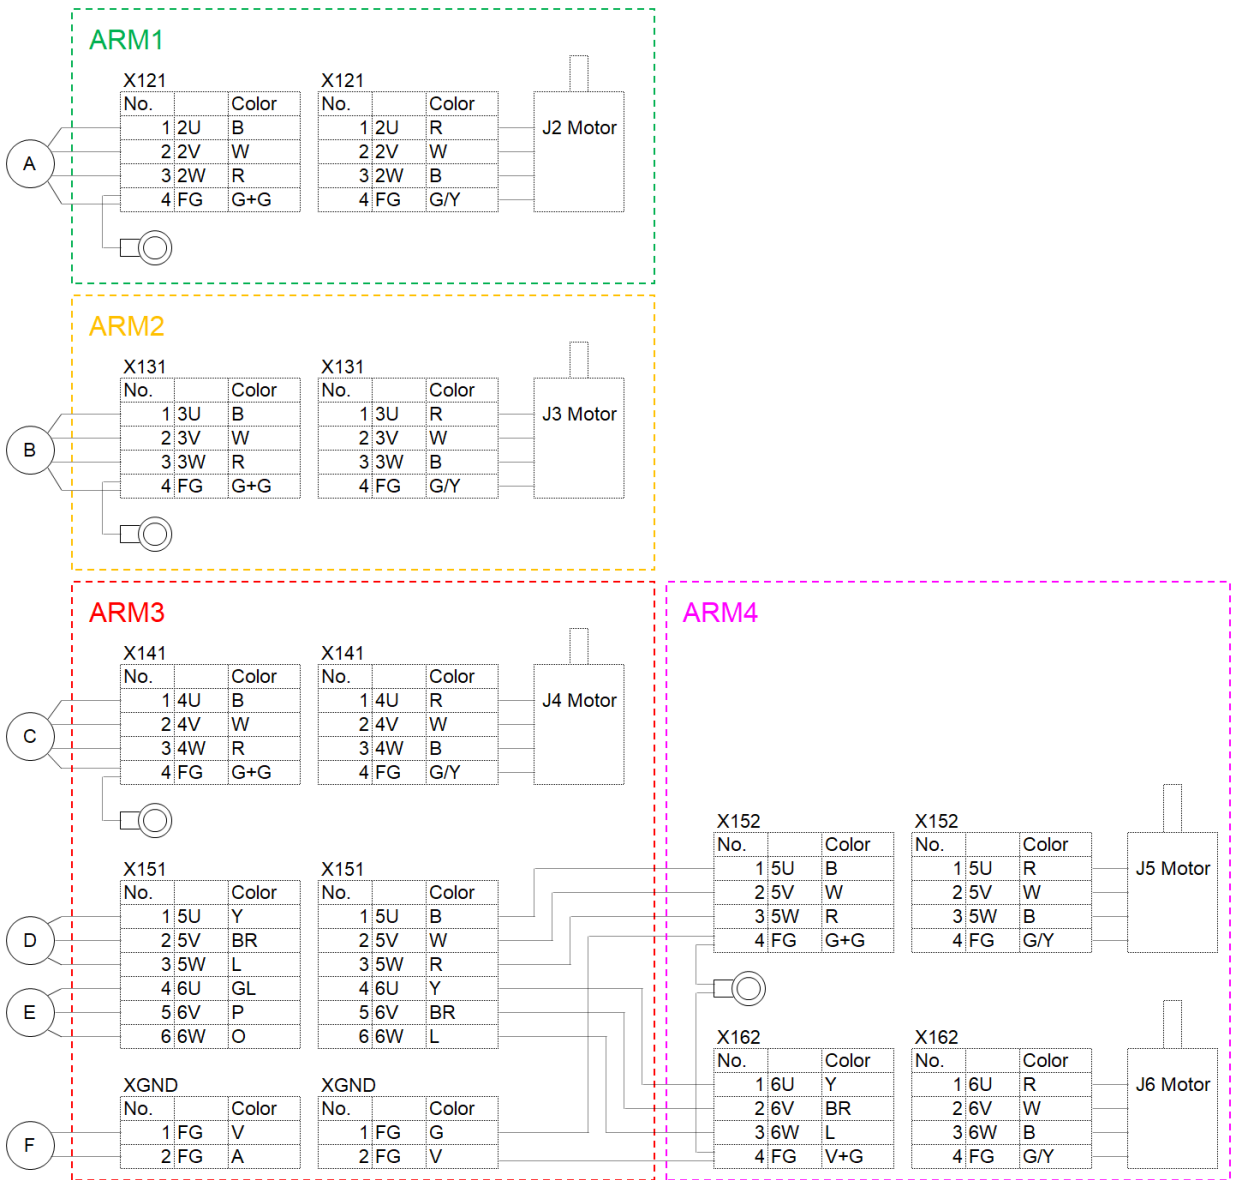 ARM1
X121 X121
No. Color No. Color
1 2U B 1 2U R J2 Motor
A 2 2V W 2 2V W
3 2W R 3 2W B
4 FG G+G 4 FG G/Y
ARM2
X131 X131
No. Color No. Color
1 3U B 1 3U R J3 Motor
B 2 3V W 2 3V W
3 3W R 3 3W B
4 FG G+G 4 FG G/Y
ARM3
X141 X141
No. Color No. Color
1 4U B 1 4U R J4 Motor
C 2 4V W 2 4V W
3 4W R 3 4W B
4 FG G+G 4 FG G/Y
X151 X151
No. Color No. Color
1 5U Y 1 5U B
D 2 5V BR 2 5V W
3 5W L 3 5W R
4 6U GL 4 6U Y
E 5 6V P 5 6V BR
6 6W O 6 6W L
XGND XGND
No. Color No. Color
1 FG V 1 FG G
F
2 FG A 2 FG V
ARM4
X152 X152
No. Color No. Color
1 5U B 1 5U R J5 Motor
2 5V W 2 5V W
3 5W R 3 5W B
4 FG G+G 4 FG G/Y
X162 X162
No. Color No. Color
1 6U Y 1 6U R J6 Motor
2 6V BR 2 6V W
3 6W L 3 6W B
4 FG V+G 4 FG G/Y